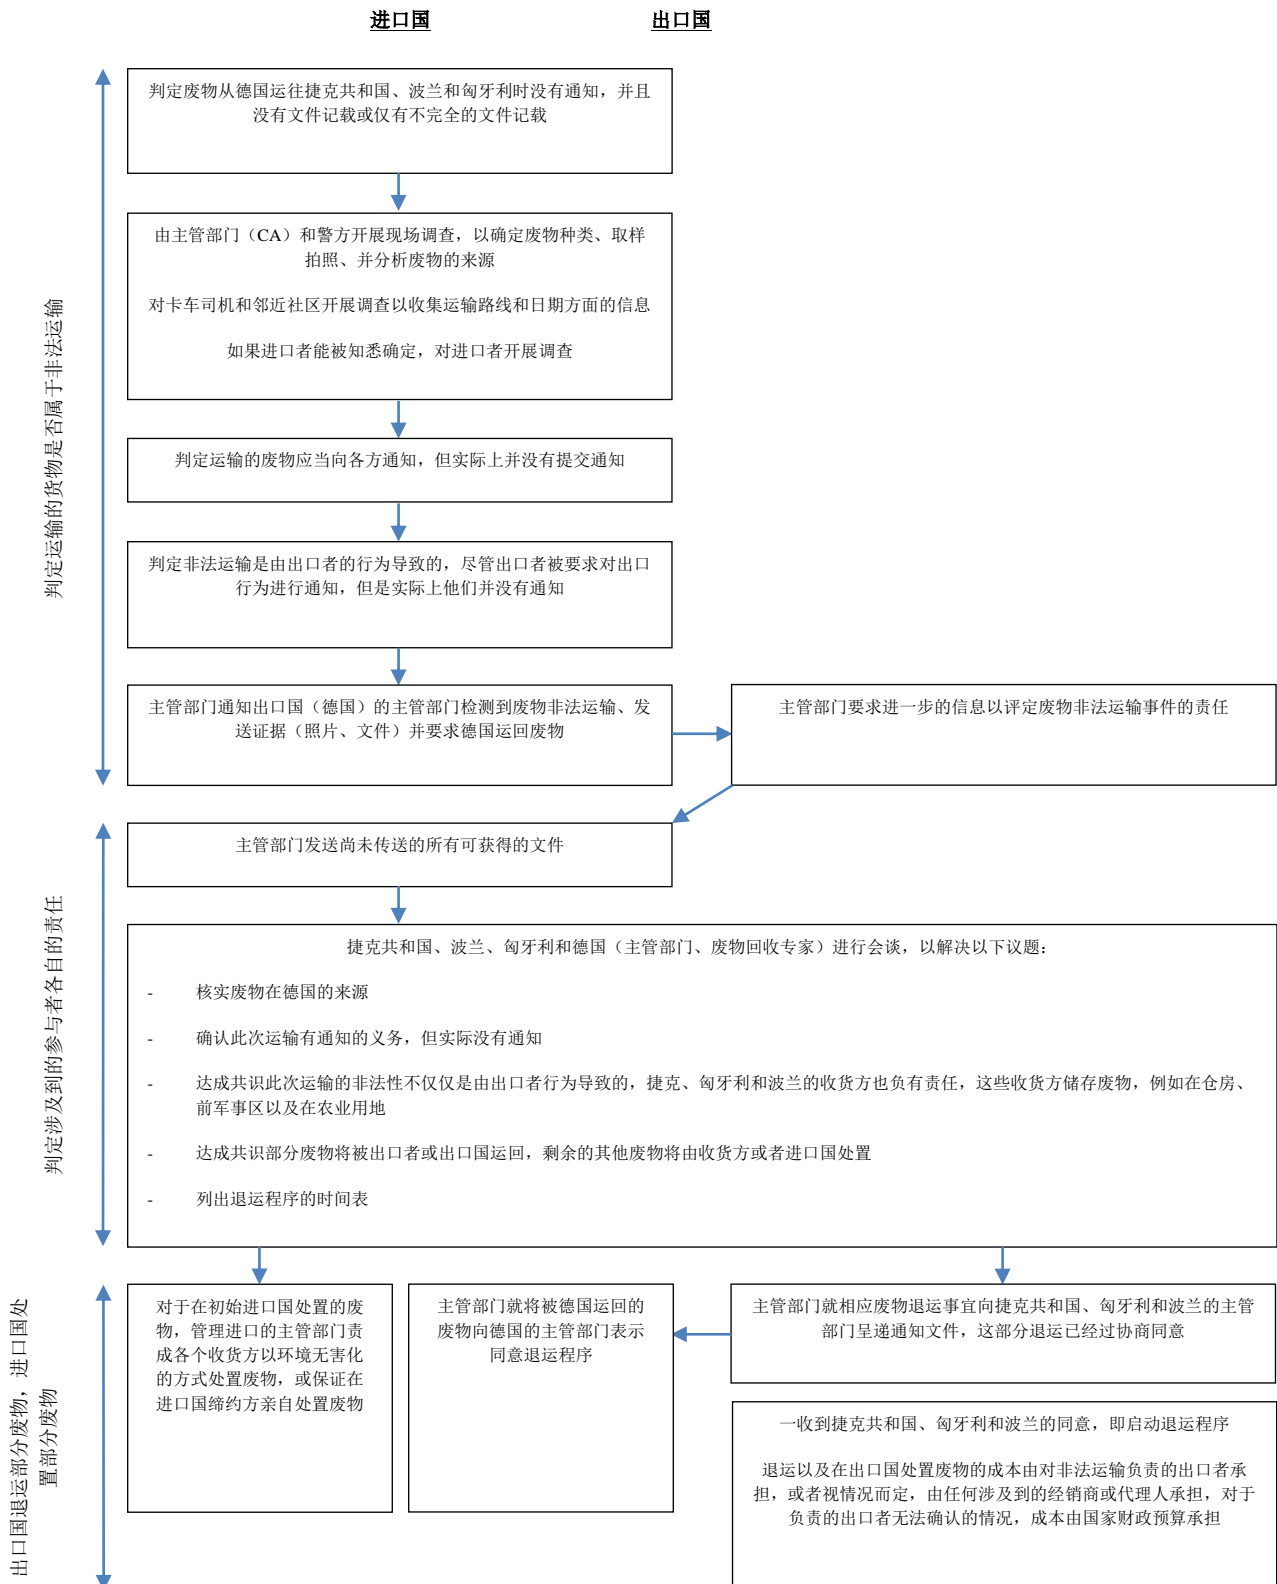 进口国
出口国
判定运输的货物是否属于非法运输
判定废物从德国运往捷克共和国、波兰和匈牙利时没有通知，并且
没有文件记载或仅有不完全的文件记载
由主管部门（CA）和警方开展现场调查，以确定废物种类、取样
拍照、并分析废物的来源
对卡车司机和邻近社区开展调查以收集运输路线和日期方面的信息
如果进口者能被知悉确定，对进口者开展调查
判定运输的废物应当向各方通知，但实际上并没有提交通知
判定非法运输是由出口者的行为导致的，尽管出口者被要求对出口
行为进行通知，但是实际上他们并没有通知
主管部门通知出口国（德国）的主管部门检测到废物非法运输、发
送证据（照片、文件）并要求德国运回废物
主管部门要求进一步的信息以评定废物非法运输事件的责任
判定涉及到的参与者各自的责任
主管部门发送尚未传送的所有可获得的文件
捷克共和国、波兰、匈牙利和德国（主管部门、废物回收专家）进行会谈，以解决以下议题：
- 核实废物在德国的来源
- 确认此次运输有通知的义务，但实际没有通知
- 达成共识此次运输的非法性不仅仅是由出口者行为导致的，捷克、匈牙利和波兰的收货方也负有责任，这些收货方储存废物，例如在仓房、
前军事区以及在农业用地
- 达成共识部分废物将被出口者或出口国运回，剩余的其他废物将由收货方或者进口国处置
- 列出退运程序的时间表
出口国退运部分废物，进口国处
置部分废物
对于在初始进口国处置的废
物，管理进口的主管部门责
成各个收货方以环境无害化
的方式处置废物，或保证在
进口国缔约方亲自处置废物
主管部门就将被德国运回的
废物向德国的主管部门表示
同意退运程序
主管部门就相应废物退运事宜向捷克共和国、匈牙利和波兰的主管
部门呈递通知文件，这部分退运已经过协商同意
一收到捷克共和国、匈牙利和波兰的同意，即启动退运程序
退运以及在出口国处置废物的成本由对非法运输负责的出口者承
担，或者视情况而定，由任何涉及到的经销商或代理人承担，对于
负责的出口者无法确认的情况，成本由国家财政预算承担